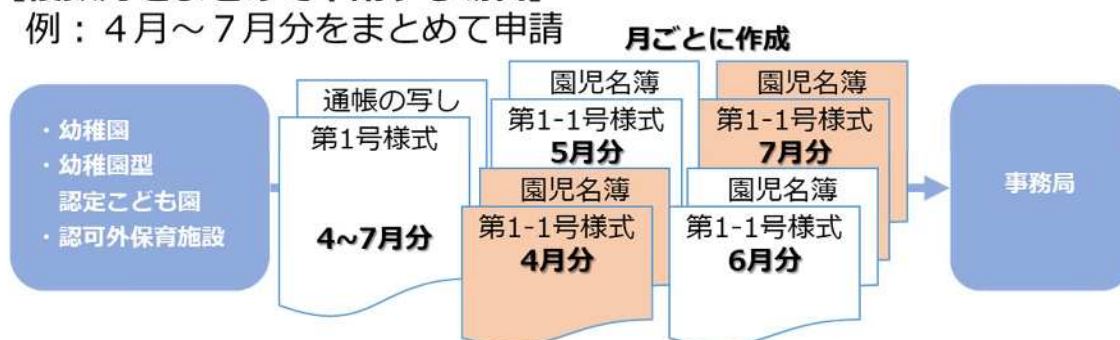 例：４月～７月分をまとめて申請
月ごとに作成
・幼稚園
・幼稚園型
認定こども園
・認可外保育施設
通帳の写し
第1号様式
4~7月分
園児名簿
第1-1号様式
5月分
園児名簿
第1-1号様式
7月分
園児名簿
第1-1号様式
4月分
園児名簿
第1-1号様式
6月分
事務局